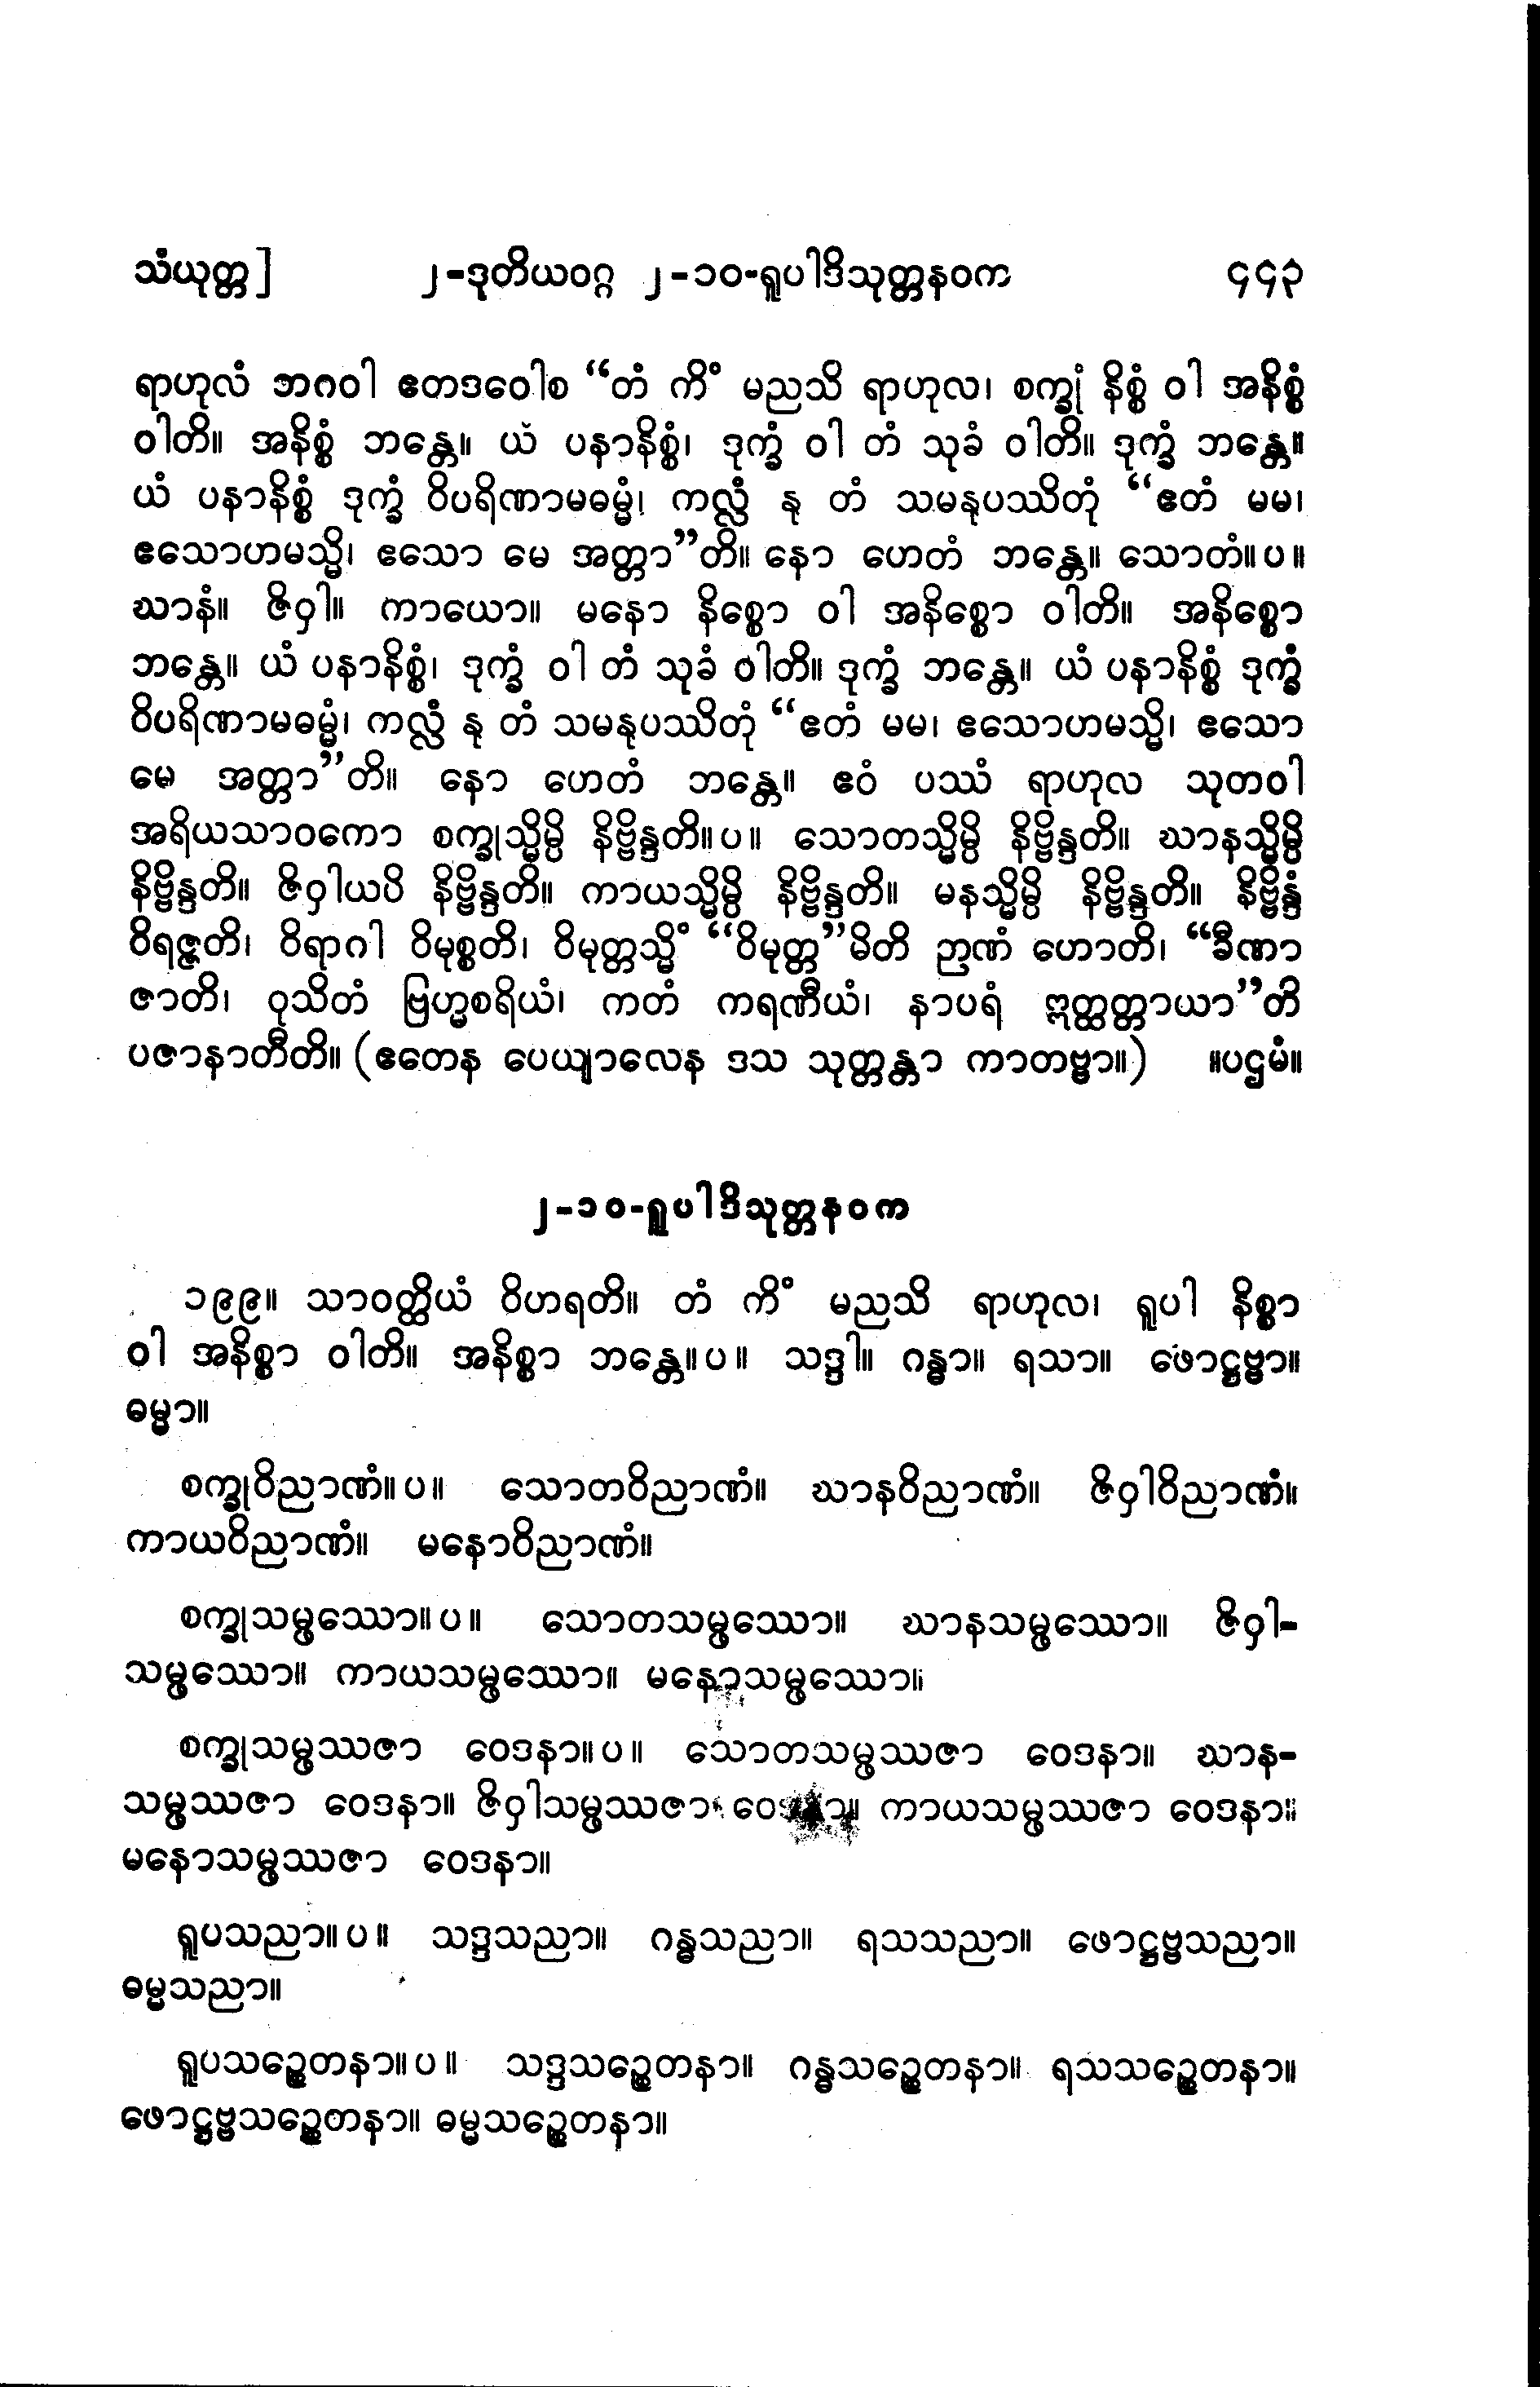 သံယုတ္တ] ၂-ဒုတိယဝဂ္ဂ ၂-၁၀-ရူပါဒိသုတ္တနဝက ၄၄၃
ရာဟုလံ ဘဂဝါ ဧတဒဝေါစ “တံ ကိံ မညသိ ရာဟုလ၊ စက္ခုံ နိစ္စံ ဝါ အနိစ္စံ
ဝါတိ။ အနိစ္စံ ဘန္တေ။ ယံ ပနာနိစ္စံ၊ ဒုက္ခံ ဝါ တံ သုခံ ဝါတိ။ ဒုက္ခံ ဘန္တေ။
ယံ ပနာနိစ္စံ ဒုက္ခံ ဝိပရိဏာမဓမ္မံ၊ ကလ္လံ နု တံ သမနုပဿိတုံ “ဧတံ မမ၊
ဧသောဟမသ္မိ၊ ဧသော မေ အတ္တာ”တိ။ နော ဟေတံ ဘန္တေ။ သောတံ။ပ။
ဃာနံ။ ဇိဝှါ။ ကာယော။ မနော နိစ္စော ဝါ အနိစ္စော ဝါတိ။ အနိစ္စော
ဘန္တေ။ ယံ ပနာနိစ္စံ၊ ဒုက္ခံ ဝါ တံ သုခံ ဝါတိ။ ဒုက္ခံ ဘန္တေ။ ယံ ပနာနိစ္စံ ဒုက္ခံ
ဝိပရိဏာမဓမ္မံ၊ ကလ္လံ နု တံ သမနုပဿိတုံ “ဧတံ မမ၊ ဧသောဟမသ္မိ၊ ဧသော
မေ အတ္တာ”တိ။ နော ဟေတံ ဘန္တေ။ ဧဝံ ပဿံ ရာဟုလ သုတဝါ
အရိယသာဝကော စက္ခုသ္မိမ္ပိ နိဗ္ဗိန္ဒတိ။ပ။ သောတသ္မိမ္ပိ နိဗ္ဗိန္ဒတိ။ ဃာနသ္မိမ္ပိ
နိဗ္ဗိန္ဒတိ။ ဇိဝှါယပိ နိဗ္ဗိန္ဒတိ။ ကာယသ္မိမ္ပိ နိဗ္ဗိန္ဒတိ။ မနသ္မိမ္ပိ နိဗ္ဗိန္ဒတိ။ နိဗ္ဗိန္ဒံ
ဝိရဇ္ဇတိ၊ ဝိရာဂါ ဝိမုစ္စတိ၊ ဝိမုတ္တသ္မိံ “ဝိမုတ္တ”မိတိ ဉာဏံ ဟောတိ၊ “ခီဏာ
ဇာတိ၊ ဝုသိတံ ဗြဟ္မစရိယံ၊ ကတံ ကရဏီယံ၊ နာပရံ ဣတ္ထတ္တာယာ”တိ
ပဇာနာတီတိ။ (ဧတေန ပေယျာလေန ဒသ သုတ္တန္တာ ကာတဗ္ဗာ။) ။ပဌမံ။
၂-၁၀-ရူပါဒိသုတ္တနဝက
၁၉၉။ သာဝတ္ထိယံ ဝိဟရတိ။ တံ ကိံ မညသိ ရာဟုလ၊ ရူပါ နိစ္စာ
ဝါ အနိစ္စာ ဝါတိ။ အနိစ္စာ ဘန္တေ။ပ။ သဒ္ဒါ။ ဂန္ဓာ။ ရသာ။ ဖောဋ္ဌဗ္ဗာ။
ဓမ္မာ။
စက္ခုဝိညာဏံ။ပ။ သောတဝိညာဏံ။ ဃာနဝိညာဏံ။ ဇိဝှါဝိညာဏံ။
ကာယဝိညာဏံ။ မနောဝိညာဏံ။
စက္ခုသမ္ဖဿော။ပ။ သောတသမ္ဖဿော။ ဃာနသမ္ဖဿော။ ဇိဝှါ-
သမ္ဖဿော။ ကာယသမ္ဖဿော။ မနောသမ္ဖဿော။
စက္ခုသမ္ဖဿဇာ ဝေဒနာ။ပ။ သောတသမ္ဖဿဇာ ဝေဒနာ။ ဃာန-
သမ္ဖဿဇာ ဝေဒနာ။ ဇိဝှါသမ္ဖဿဇာ ဝေဒနာ။ ကာယသမ္ဖဿဇာ ဝေဒနာ။
မနောသမ္ဖဿဇာ ဝေဒနာ။
ရူပသညာ။ပ။ သဒ္ဒသညာ။ ဂန္ဓသညာ။ ရသသညာ။ ဖောဋ္ဌဗ္ဗသညာ။
ဓမ္မသညာ။
ရူပသဉ္စေတနာ။ပ။ သဒ္ဒသဉ္စေတနာ။ ဂန္ဓသဉ္စေတနာ။ ရသသဉ္စေတနာ။
ဖောဋ္ဌဗ္ဗသဉ္စေတနာ။ ဓမ္မသဉ္စေတနာ။